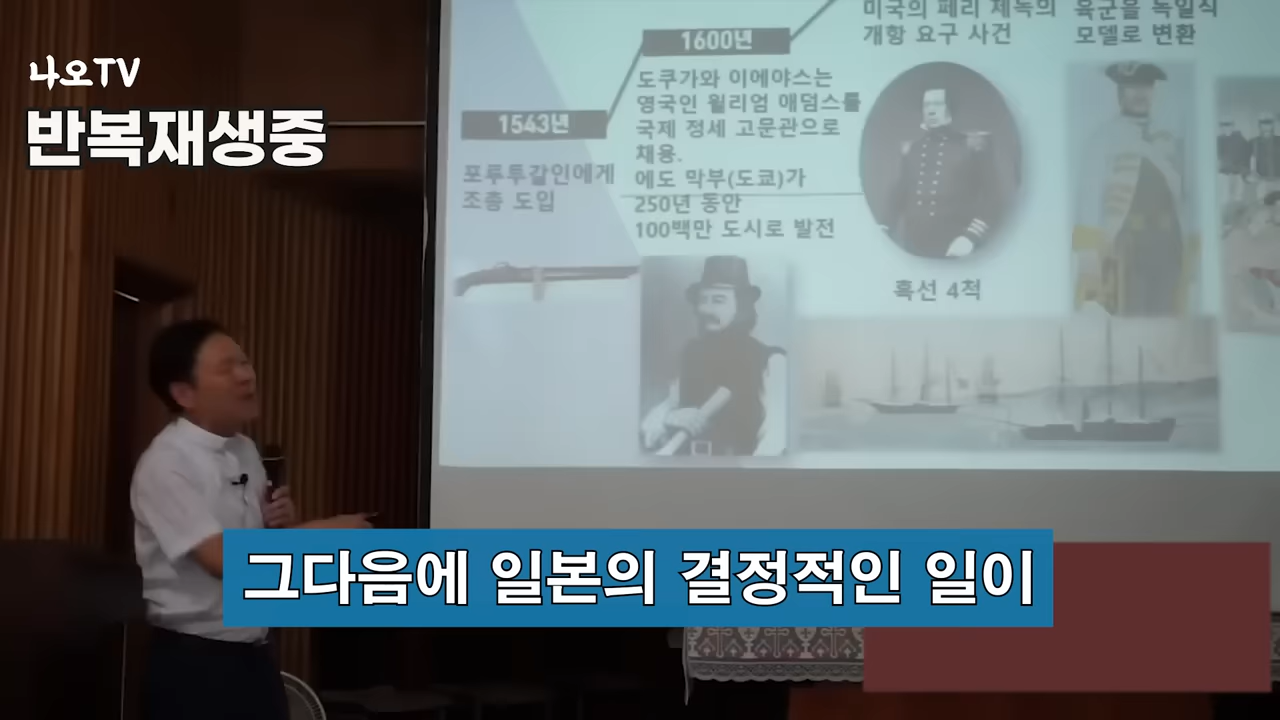 나오TV
반복재생중
1543년
포루투갈인에게
조총 도입
1600년
도쿠가와 이에야스는
영국인 윌리엄 애덤스를
국제 정세 고문관으로
채용.
에도 막부(도쿄)가
250년 동안
100백만 도시로 발전
미국의 페리 제독의
개항 요구 사건
흑선 4척
육군을 독일식
모델로 변환
그다음에 일본의 결정적인 일이